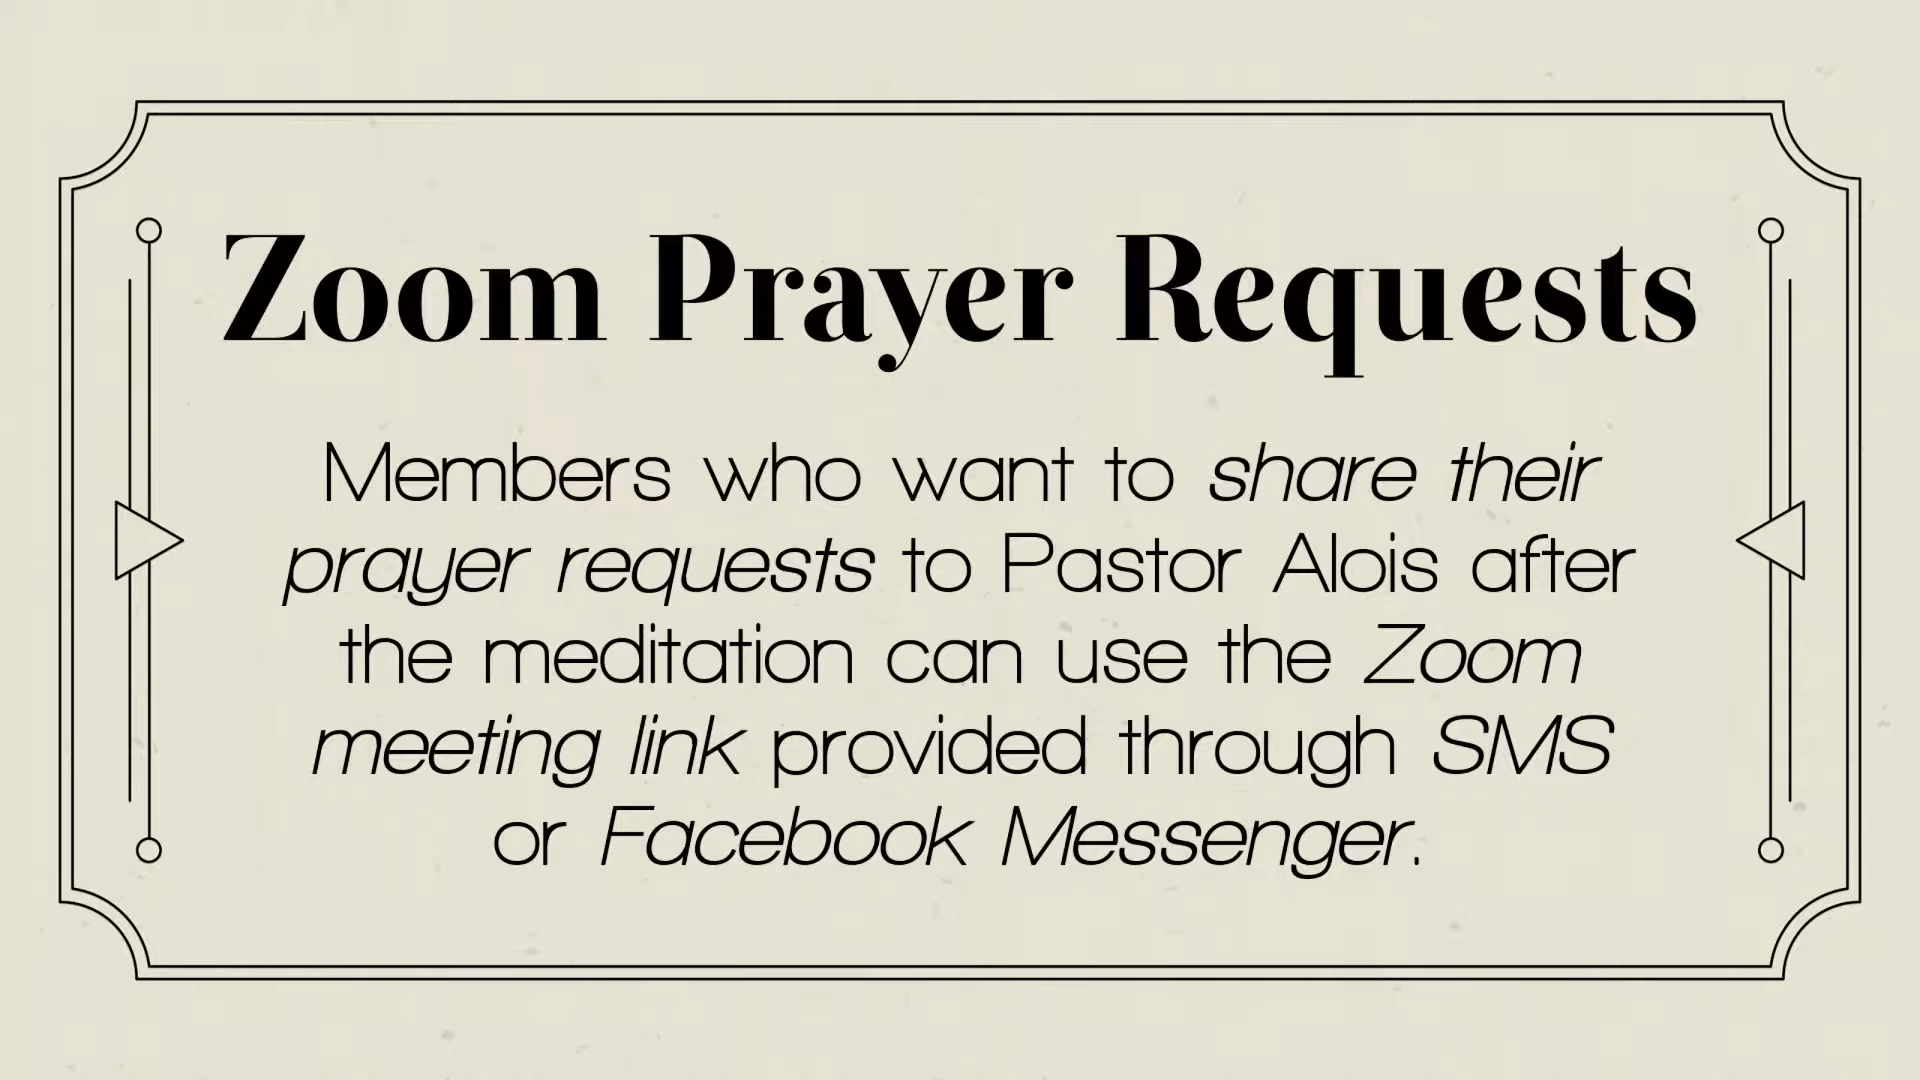 Zoom Prayer Requests
Members who want to share their
prayer requests to Pastor Alois after
the meditation can use the Zoom
meeting link provided through SMS
or Facebook Messenger.